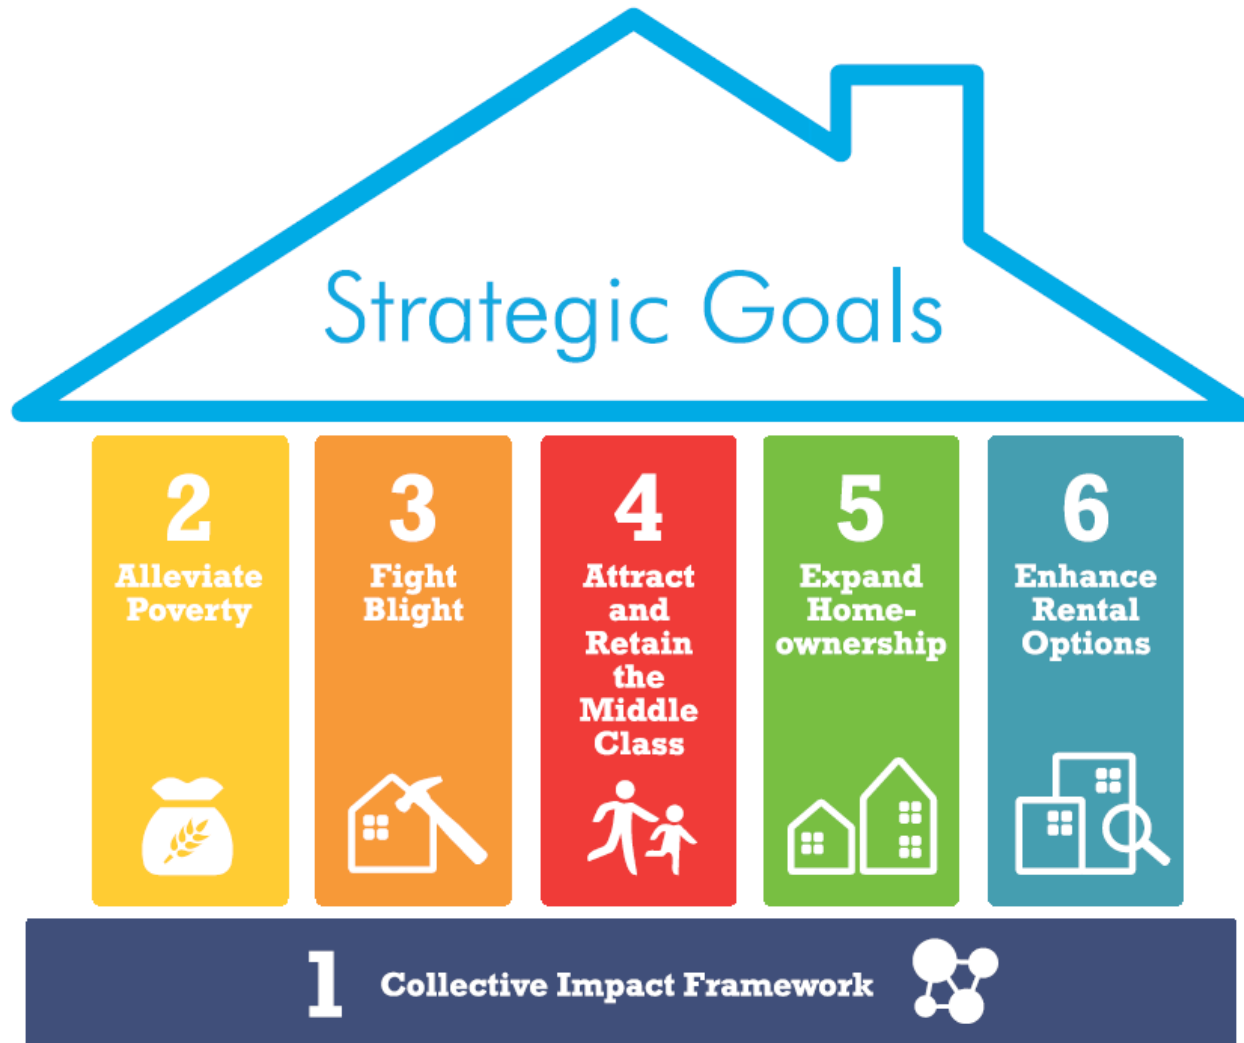 Strategic Goals
2
Alleviate
Poverty
3
Fight
Blight
4
Attract
and
Retain
the
Middle
Class
5
Expand
Home-
ownership
6
Enhance
Rental
Options
1 Collective Impact Framework